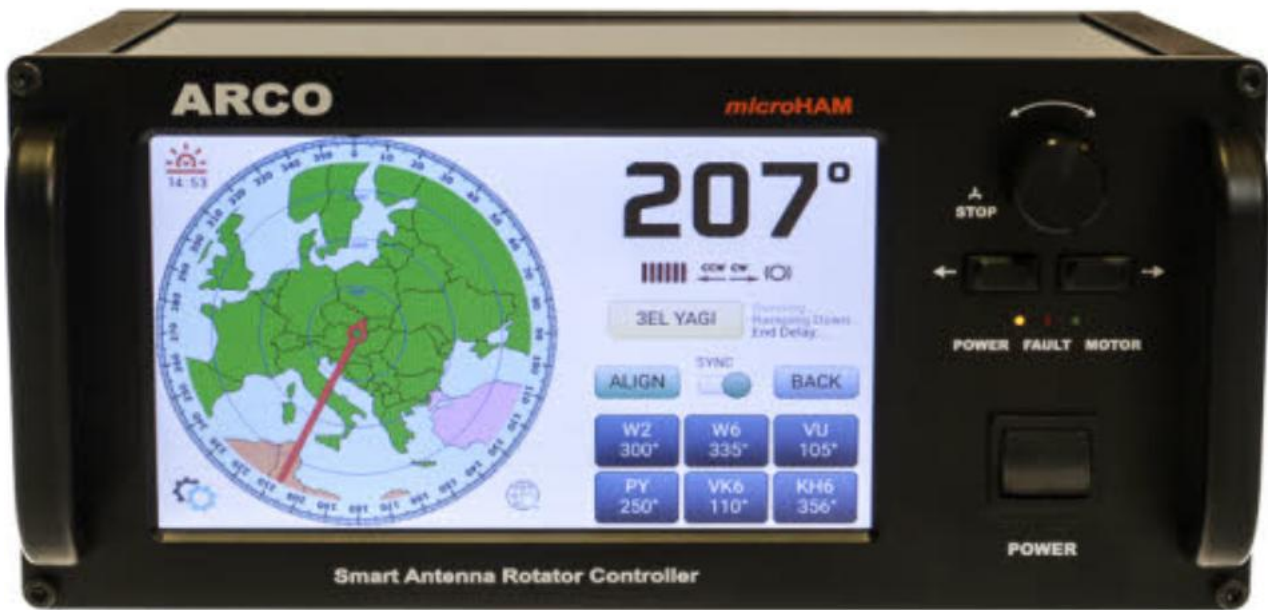 ARCO
microHAM
14:53
207°
CCW CW
STOP
3EL YAGI
Ramping Down
End Delay
POWER FAULT MOTOR
SYNC
ALIGN
BACK
W2
300°
W6
335°
VU
105°
PY
250°
VK6
110°
KH6
356°
POWER
Smart Antenna Rotator Controller